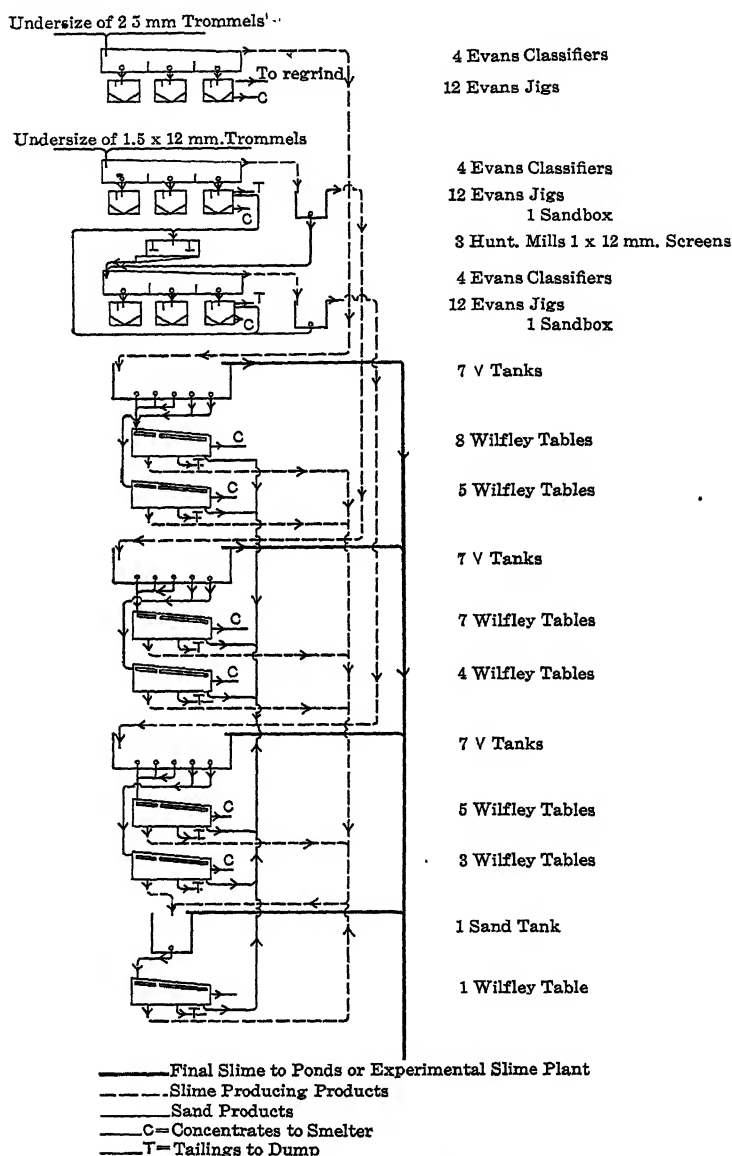 Undersize of 2 5 mm Trommels'
4 Evans Classifiers
To regrind
12 Evans Jigs
C
Undersize of 1.5 x 12 mm. Trommels
4 Evans Classifiers
T
12 Evans Jigs
C
1 Sandbox
3 Hunt. Mills 1 x 12 mm. Screens
4 Evans Classifiers
T
12 Evans Jigs
C
1 Sandbox
7 V Tanks
C
8 Wilfley Tables
T
C
5 Wilfley Tables
T
7 V Tanks
C
7 Wilfley Tables
T
C
4 Wilfley Tables
T
7 V Tanks
C
5 Wilfley Tables
T
C
3 Wilfley Tables
T
1 Sand Tank
1 Wilfley Table
T
Final Slime to Ponds or Experimental Slime Plant
Slime Producing Products
Sand Products
C=Concentrates to Smelter
T=Tailings to Dump